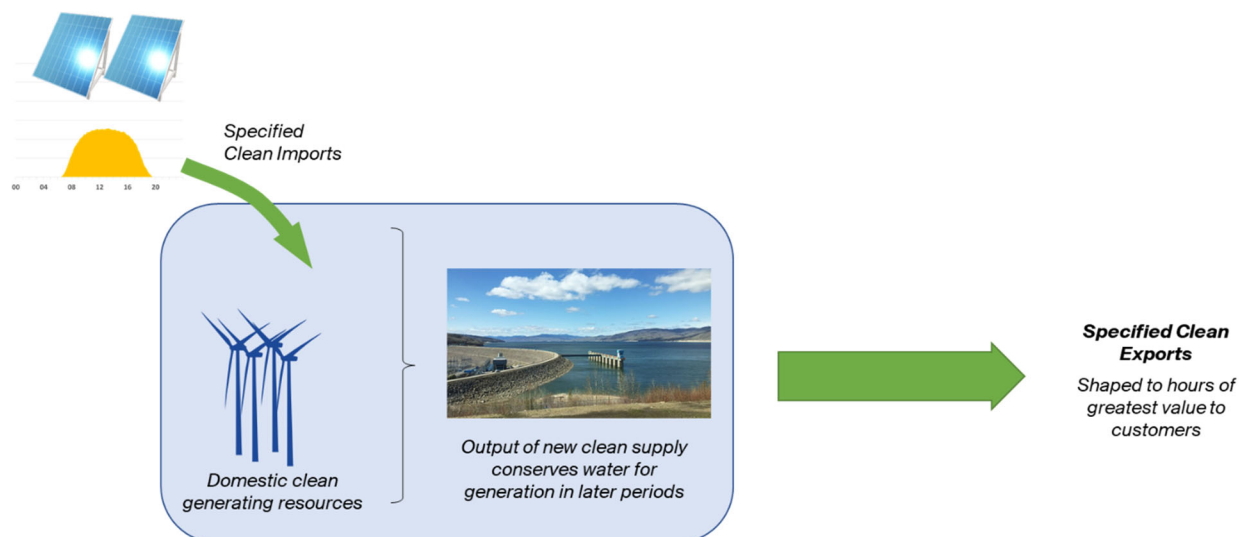 00 04 08 12 16 20
Specified
Clean Imports
Domestic clean
generating resources
Output of new clean supply
conserves water for
generation in later periods
Specified Clean
Exports
Shaped to hours of
greatest value to
customers